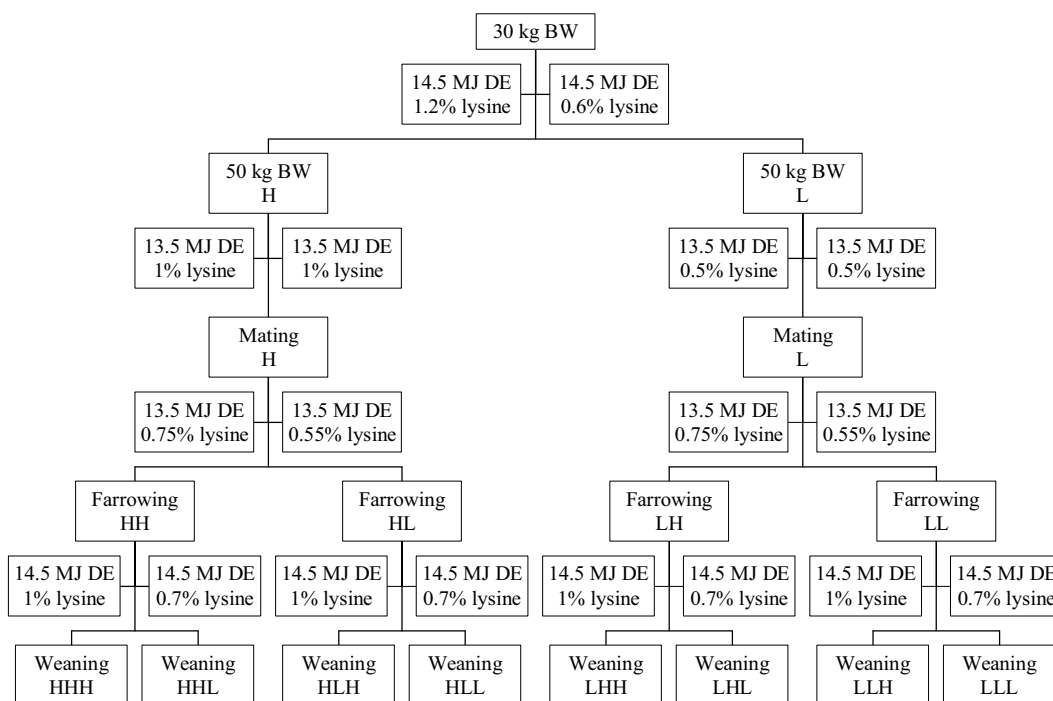 30 kg BW
14.5 MJ DE
1.2% lysine
14.5 MJ DE
0.6% lysine
50 kg BW
H
50 kg BW
L
13.5 MJ DE
1% lysine
13.5 MJ DE
1% lysine
13.5 MJ DE
0.5% lysine
13.5 MJ DE
0.5% lysine
Mating
H
Mating
L
13.5 MJ DE
0.75% lysine
13.5 MJ DE
0.55% lysine
13.5 MJ DE
0.75% lysine
13.5 MJ DE
0.55% lysine
Farrowing
HH
Farrowing
HL
Farrowing
LH
Farrowing
LL
14.5 MJ DE
1% lysine
14.5 MJ DE
0.7% lysine
14.5 MJ DE
1% lysine
14.5 MJ DE
0.7% lysine
14.5 MJ DE
1% lysine
14.5 MJ DE
0.7% lysine
14.5 MJ DE
1% lysine
14.5 MJ DE
0.7% lysine
Weaning
HHH
Weaning
HHL
Weaning
HLH
Weaning
HLL
Weaning
LHH
Weaning
LHL
Weaning
LLH
Weaning
LLL